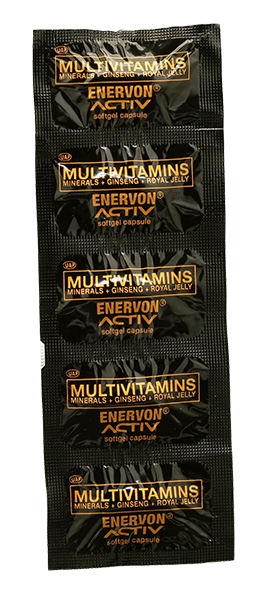 UAP
MULTIVITAMINS
MINERALS + GINSENG + ROYAL JELLY
ENERVON®
ACTIV
softgel capsule
UAP
MULTIVITAMINS
MINERALS + GINSENG + ROYAL JELLY
ENERVON®
ACTIV
softgel capsule
UAP
MULTIVITAMINS
MINERALS + GINSENG + ROYAL JELLY
ENERVON®
ACTIV
softgel capsule
UAP
MULTIVITAMINS
MINERALS + GINSENG + ROYAL JELLY
ENERVON®
ACTIV
softgel capsule
UAP
MULTIVITAMINS
MINERALS + GINSENG + ROYAL JELLY
ENERVON®
ACTIV
softgel capsule